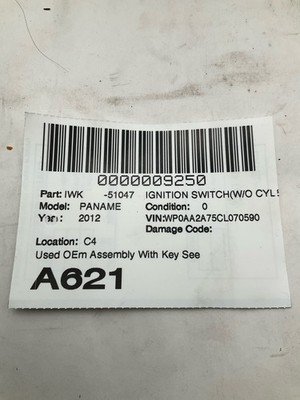 0000009250
Part: IWK -51047 IGNITION SWITCH(W/O CYL
Model: PANAME Condition: 0
Year: 2012 VIN:WP0AA2A75CL070590
Damage Code:
Location: C4
Used OEm Assembly With Key See
A621